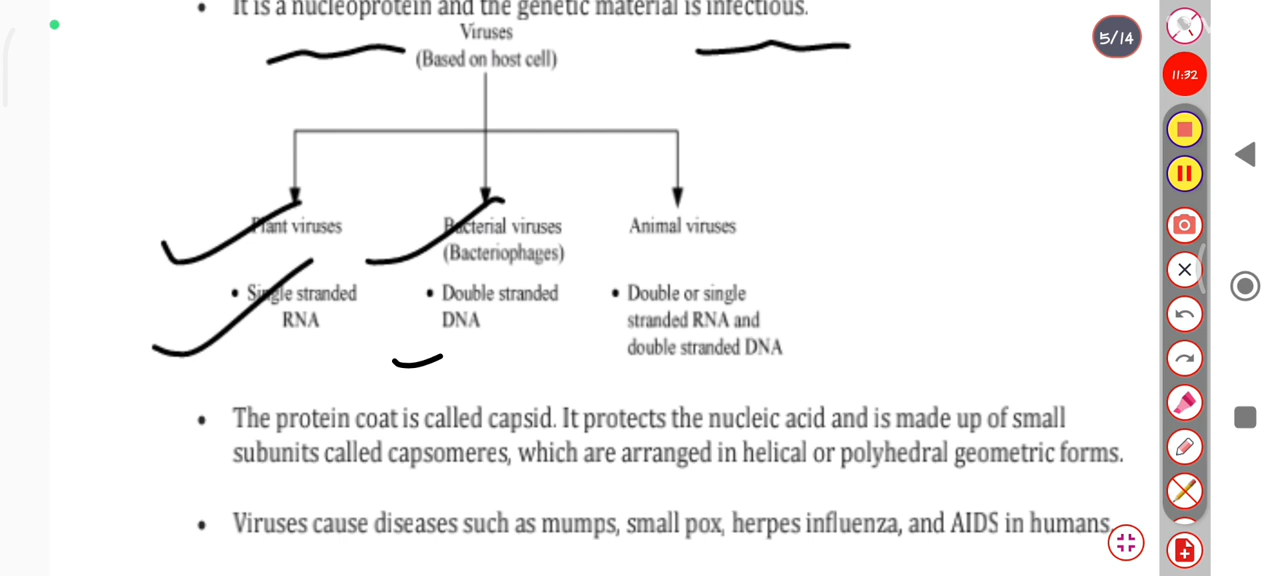 • It is a nucleoprotein and the genetic material is infectious.
Viruses
(Based on host cell)
5/14
11:32
Plant viruses
Bacterial viruses
(Bacteriophages)
Animal viruses
• Single stranded
RNA
• Double stranded
DNA
• Double or single
stranded RNA and
double stranded DNA
• The protein coat is called capsid. It protects the nucleic acid and is made up of small
subunits called capsomeres, which are arranged in helical or polyhedral geometric forms.
• Viruses cause diseases such as mumps, small pox, herpes influenza, and AIDS in humans.